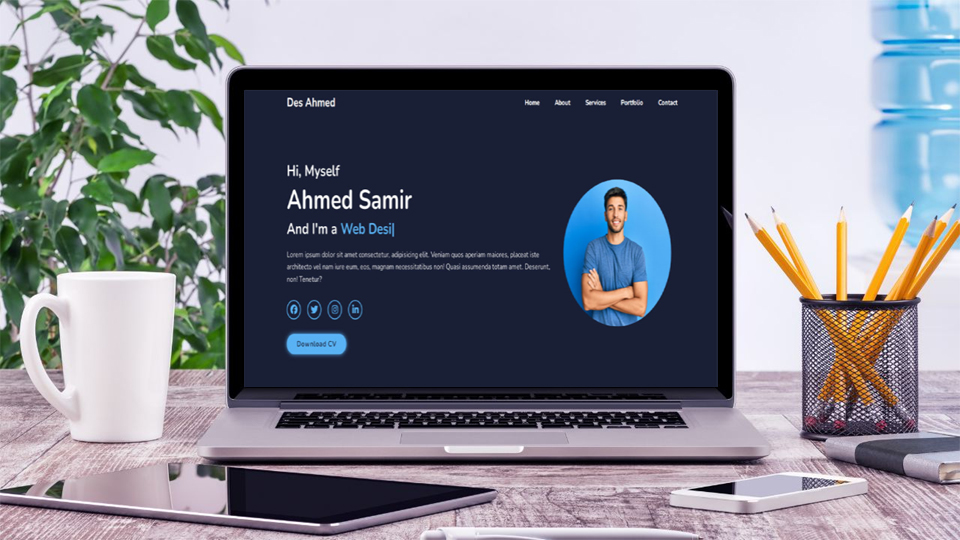 Des Ahmed
Home About Services Portfolio Contact
Hi, Myself
Ahmed Samir
And I'm a Web Desi|
Lorem ipsum dolor sit amet consectetur, adipisicing elit. Veniam quos aperiam maiores, placeat iste
architecto vel nam iure eum, eos, magnam necessitatibus non! Quasi assumenda totam amet. Deserunt,
non! Tenetur?
Download CV